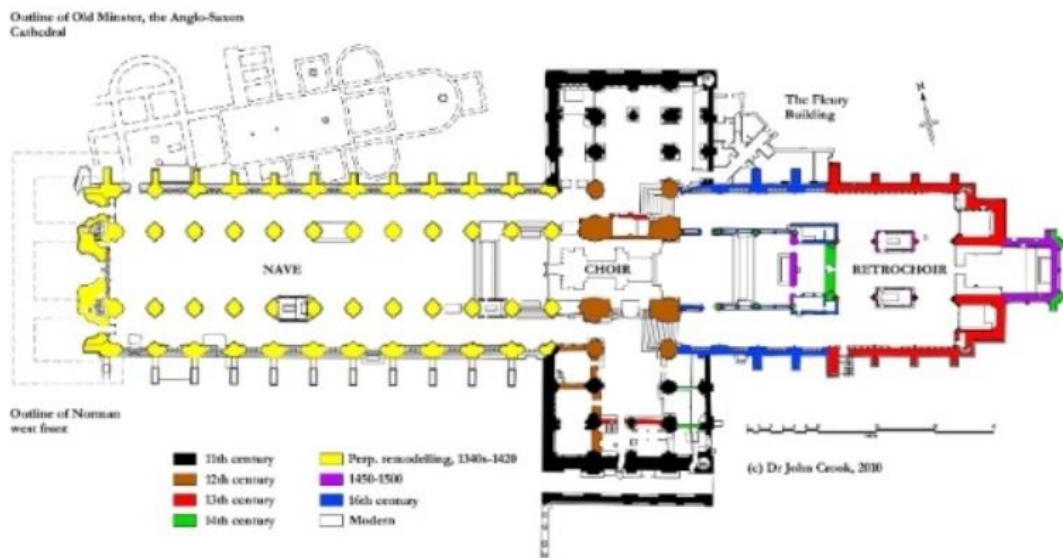 Outline of Old Minster, the Anglo-Saxon
Cathedral
The Fleury
Building
N
NAVE
CHOIR
RETROCHOIR
Outline of Norman
west front
11th century
12th century
13th century
14th century
Perp. remodelling, 1340s-1420
1450-1500
16th century
Modern
(c) Dr John Crook, 2010